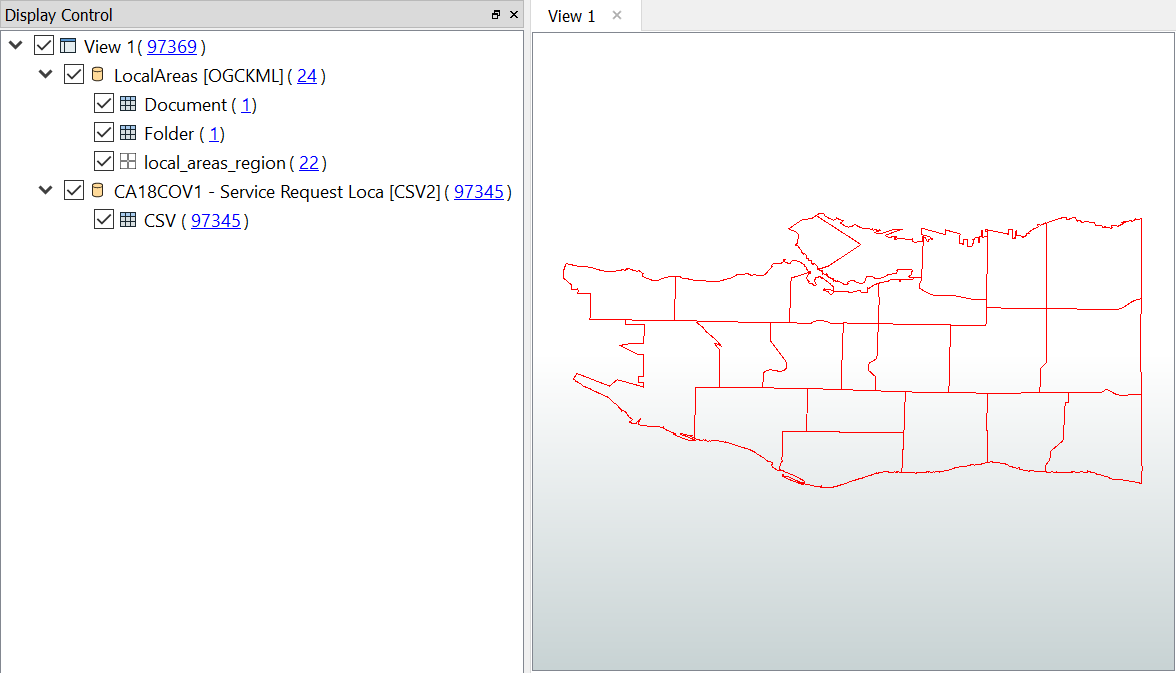 Display Control
View 1
View 1 ( 97369 )
LocalAreas [OGCKML] ( 24 )
Document ( 1 )
Folder ( 1 )
local_areas_region ( 22 )
CA18COV1 - Service Request Loca [CSV2] ( 97345 )
CSV ( 97345 )